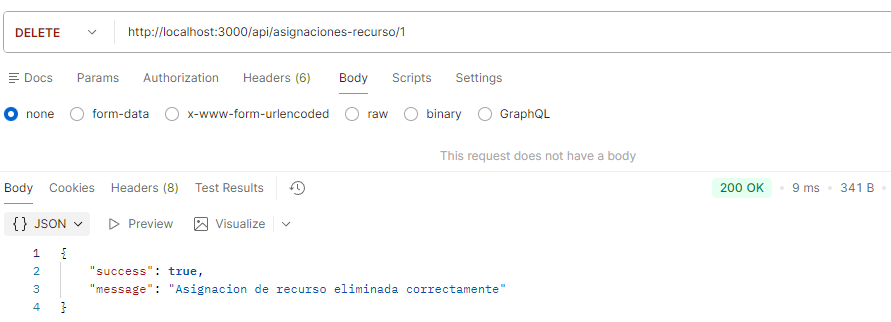 DELETE http://localhost:3000/api/asignaciones-recurso/1
Docs Params Authorization Headers (6) Body Scripts Settings
none form-data x-www-form-urlencoded raw binary GraphQL
This request does not have a body
Body Cookies Headers (8) Test Results 200 OK • 9 ms • 341 B •
{} JSON Preview Visualize
1 {
2 "success": true,
3 "message": "Asignacion de recurso eliminada correctamente"
4 }